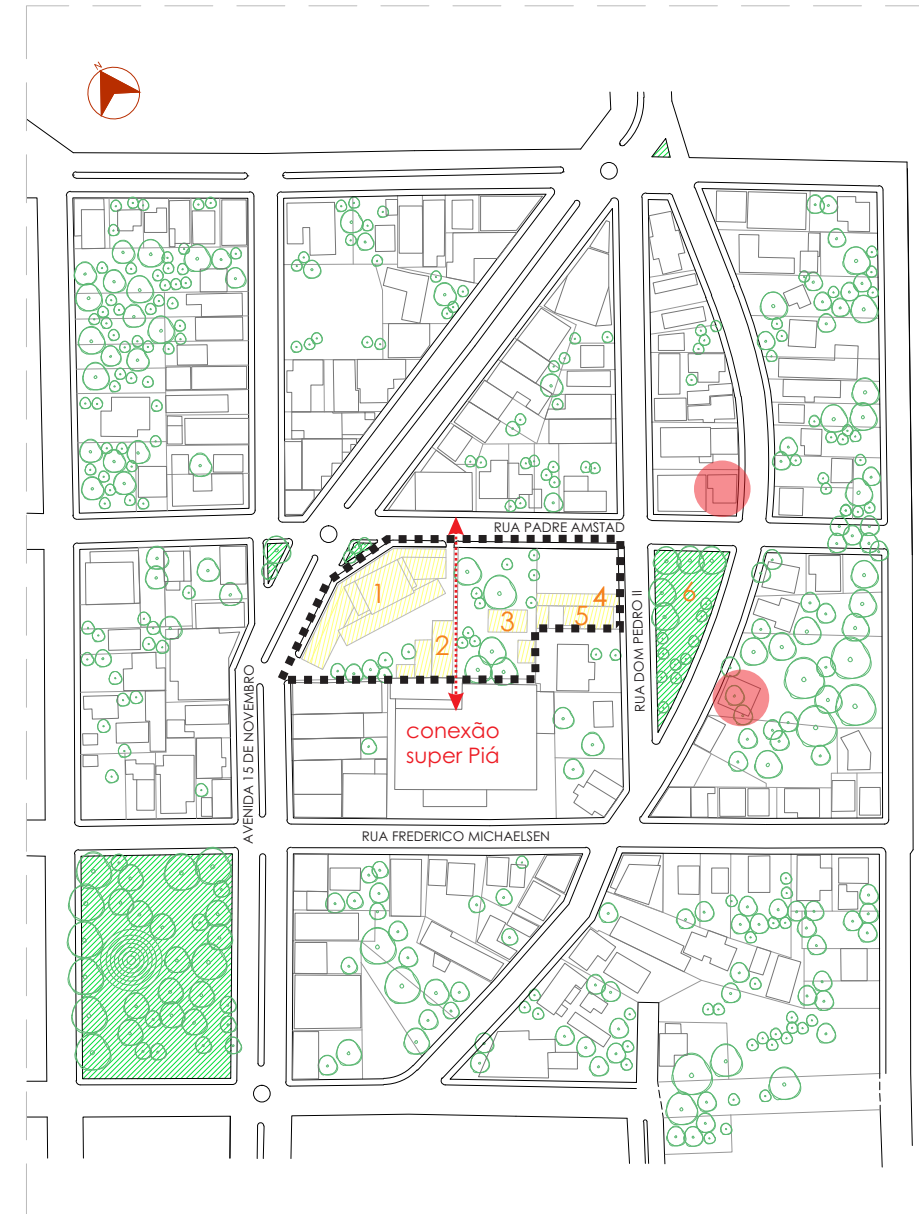 N
RUA PADRE AMSTAD
1
2
3
4
5
6
RUA DOM PEDRO II
AVENIDA 15 DE NOVEMBRO
conexão
super Piá
RUA FREDERICO MICHAELSEN